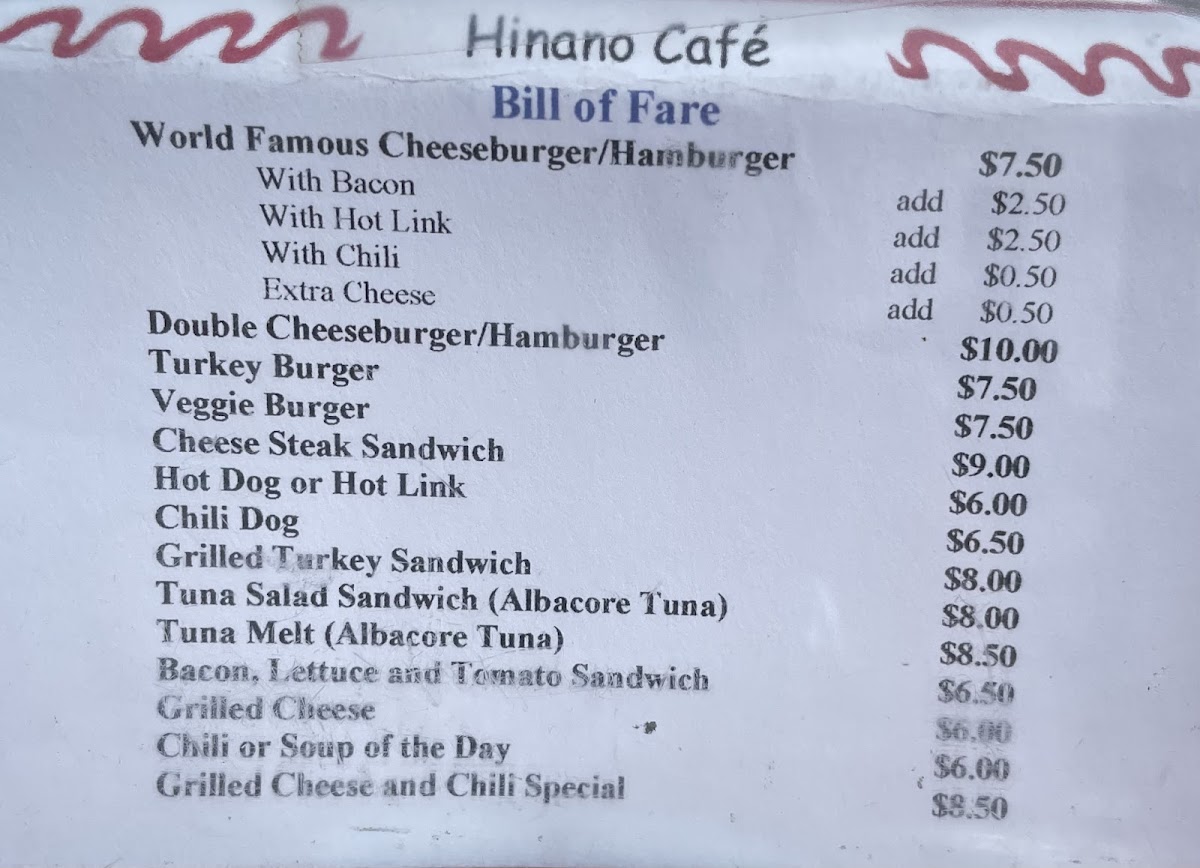 Hinano Café
Bill of Fare
World Famous Cheeseburger/Hamburger $7.50
With Bacon add $2.50
With Hot Link add $2.50
With Chili add $0.50
Extra Cheese add $0.50
Double Cheeseburger/Hamburger $10.00
Turkey Burger $7.50
Veggie Burger $7.50
Cheese Steak Sandwich $9.00
Hot Dog or Hot Link $6.00
Chili Dog $6.50
Grilled Turkey Sandwich $8.00
Tuna Salad Sandwich (Albacore Tuna) $8.00
Tuna Melt (Albacore Tuna) $8.50
Bacon, Lettuce and Tomato Sandwich $6.50
Grilled Cheese $6.00
Chili or Soup of the Day $6.00
Grilled Cheese and Chili Special $8.50